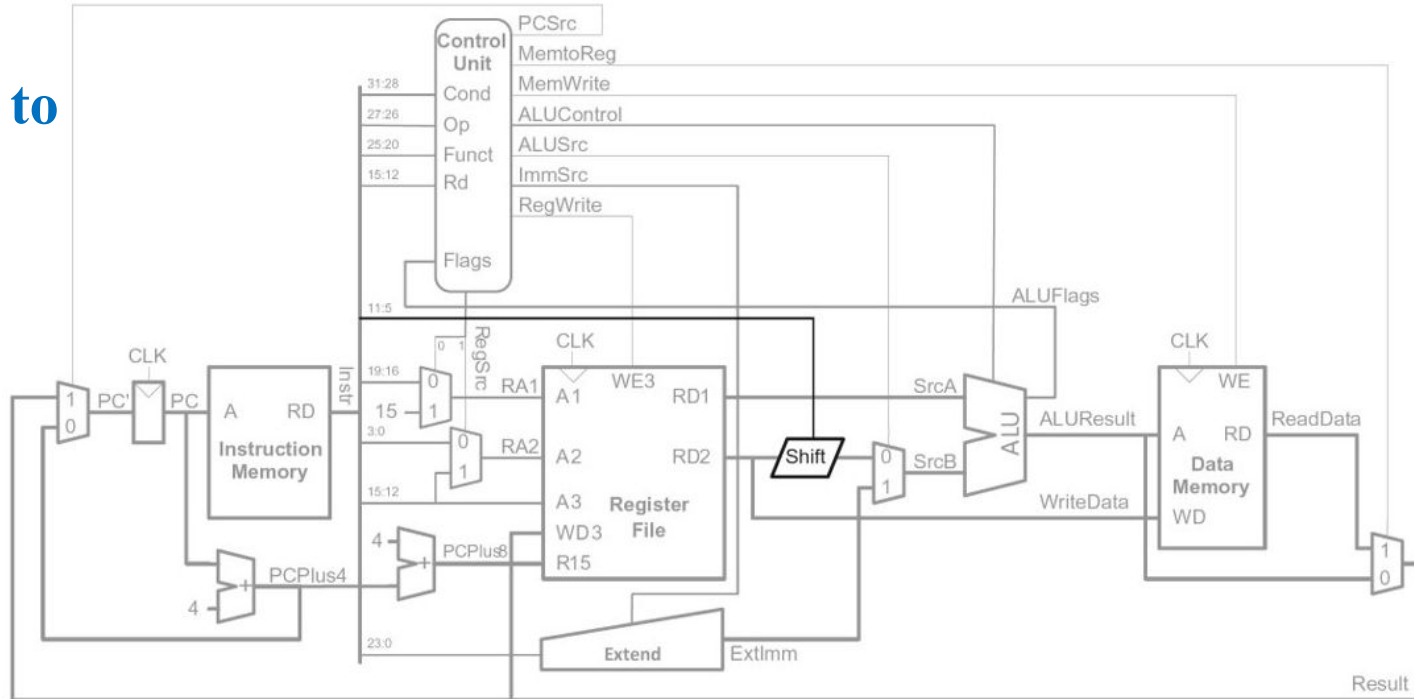 to
PCSrc
Control
Unit
MemtoReg
MemWrite
31:28
Cond
ALUControl
27:26
Op
25:20
Funct
ALUSrc
15:12
Rd
ImmSrc
RegWrite
Flags
ALUFlags
11:5
0 1
RegSrc
CLK
CLK
CLK
Instr
19:16
0
RA1
A1
WE3
RD1
SrcA
WE
1
PC'
PC
A
RD
15
1
ALU
ALUResult
A
RD
ReadData
0
3:0
0
RA2
A2
RD2
Shift
0
SrcB
Instruction
Memory
1
1
Data
Memory
15:12
A3
Register
File
WriteData
WD
WD3
4
+
PCPlus8
R15
1
0
+
PCPlus4
4
23:0
Extend
ExtImm
Result